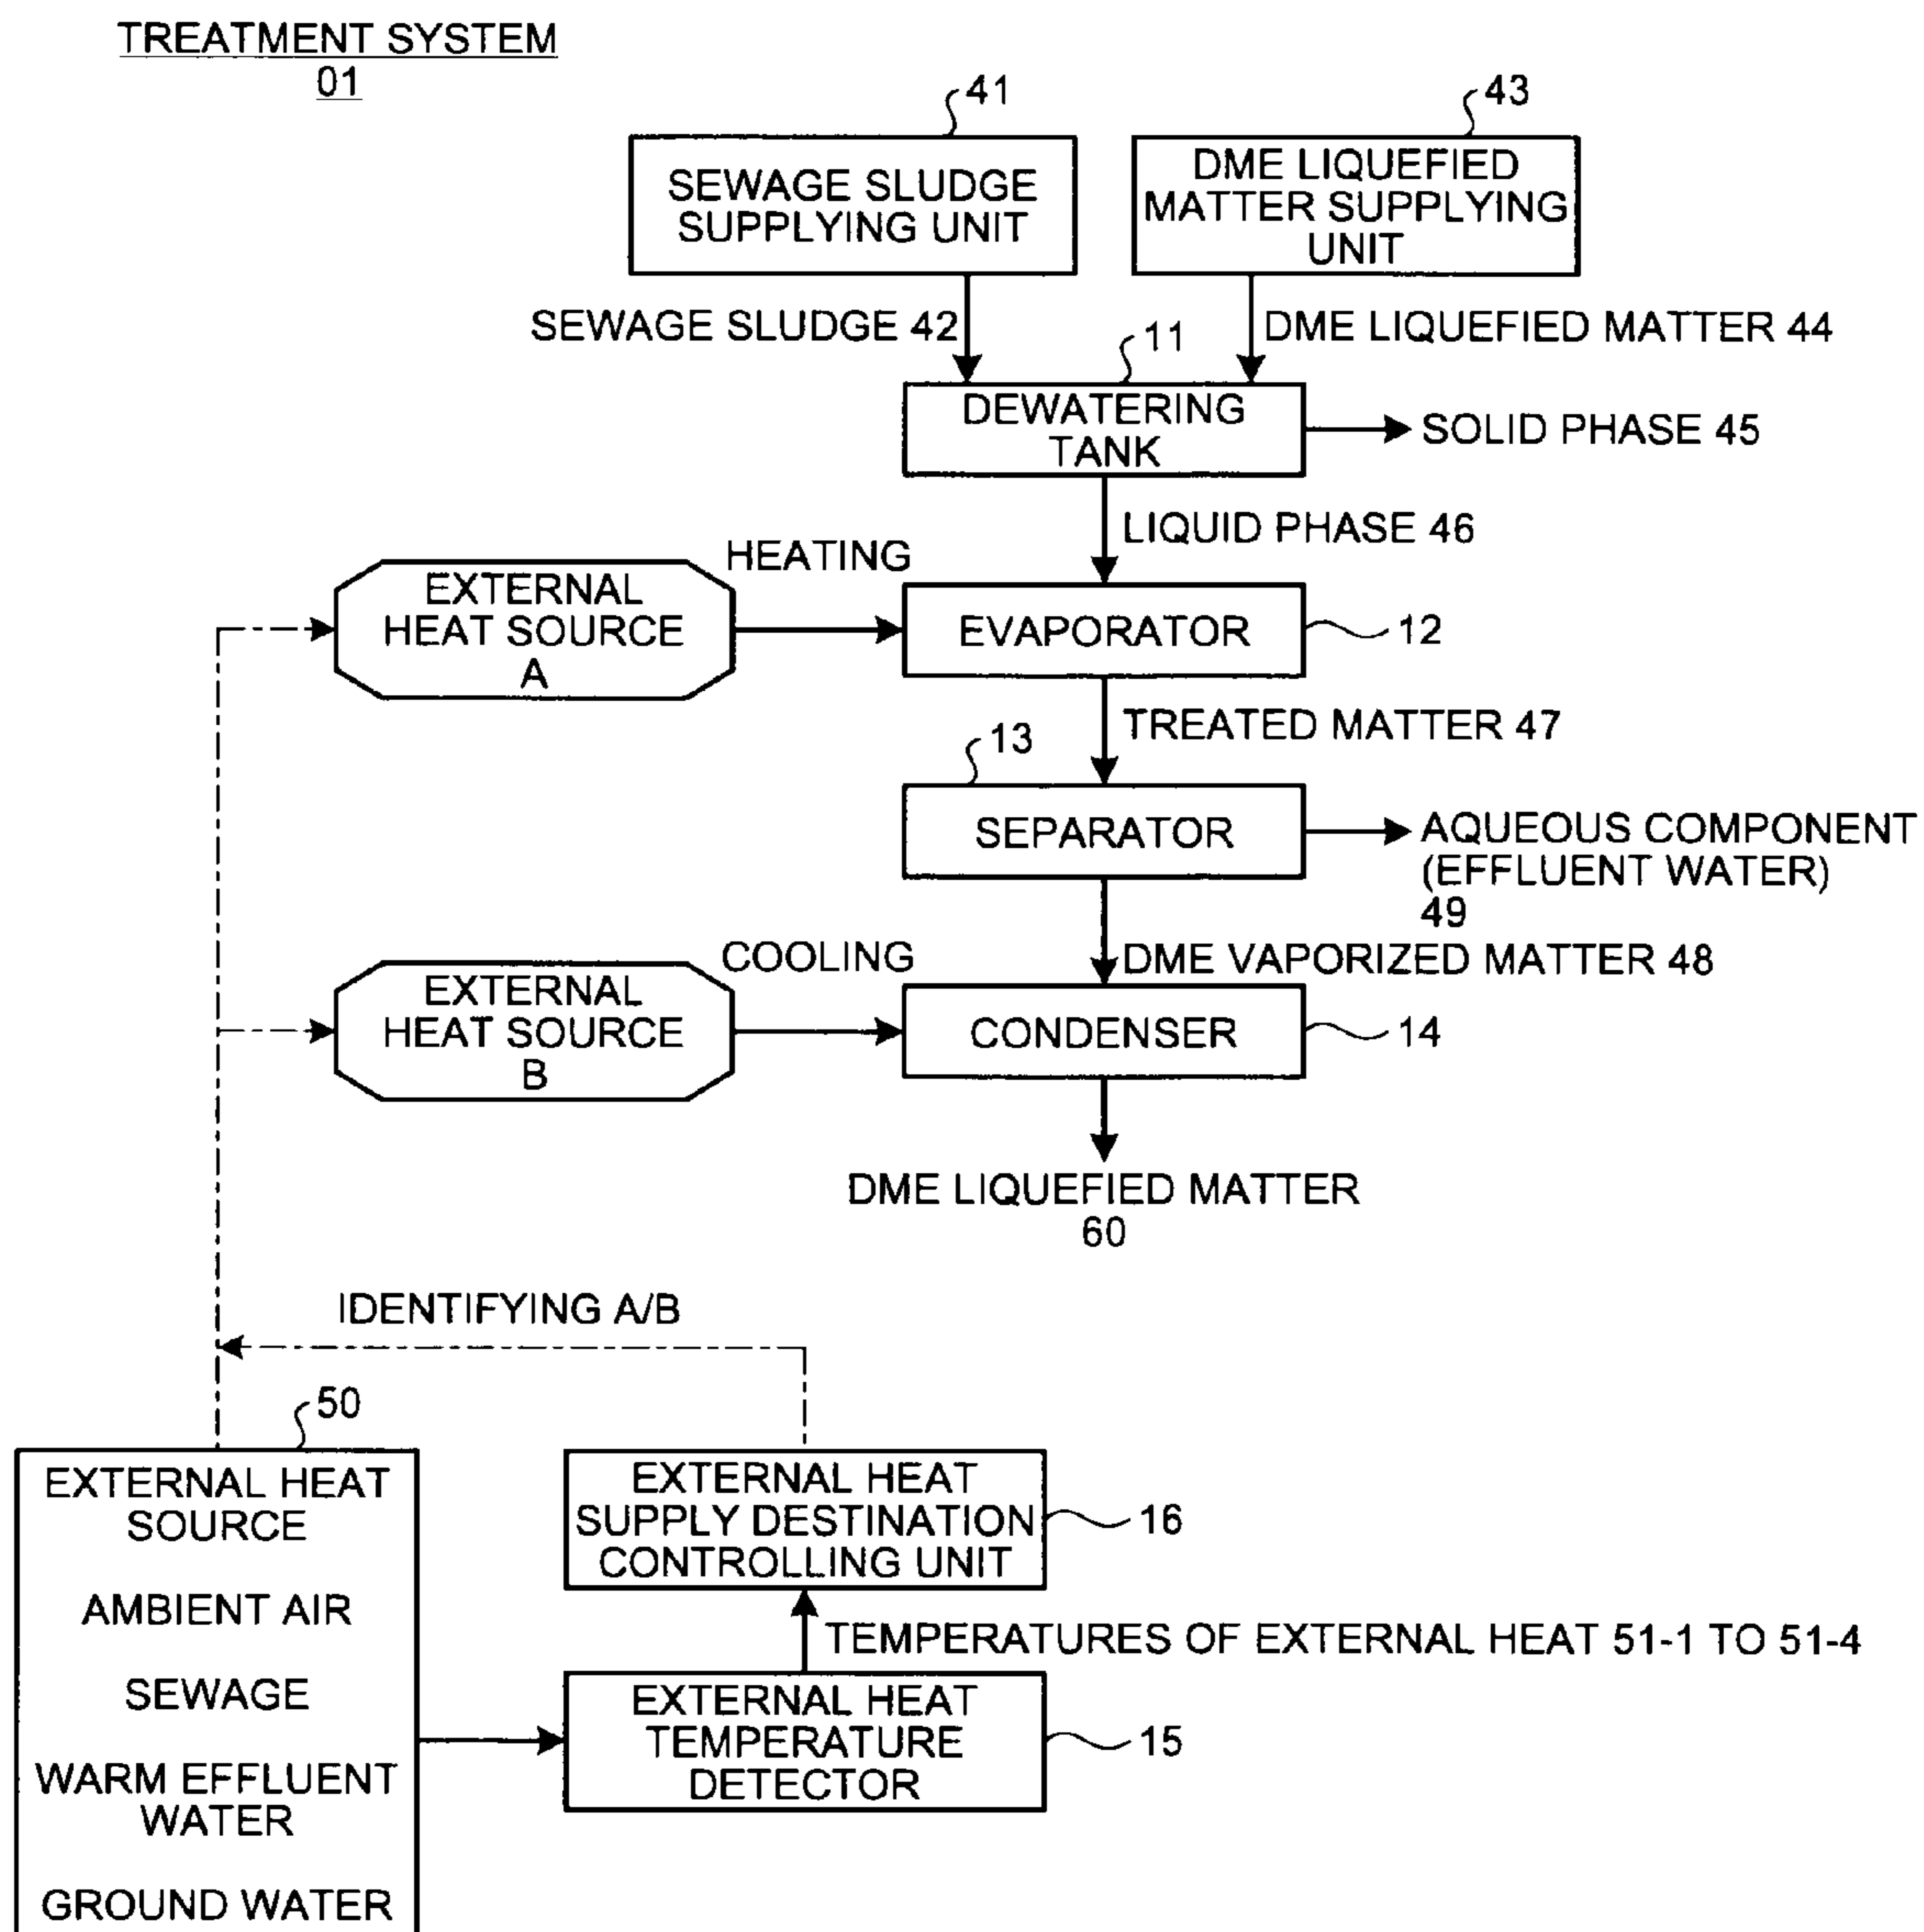 TREATMENT SYSTEM
01
41
43
SEWAGE SLUDGE
SUPPLYING UNIT
DME LIQUEFIED
MATTER SUPPLYING
UNIT
SEWAGE SLUDGE 42
DME LIQUEFIED MATTER 44
11
DEWATERING
TANK
SOLID PHASE 45
LIQUID PHASE 46
HEATING
EXTERNAL
HEAT SOURCE
A
EVAPORATOR
12
TREATED MATTER 47
13
SEPARATOR
AQUEOUS COMPONENT
(EFFLUENT WATER)
49
COOLING
DME VAPORIZED MATTER 48
EXTERNAL
HEAT SOURCE
B
CONDENSER
14
DME LIQUEFIED MATTER
60
IDENTIFYING A/B
50
EXTERNAL HEAT
SOURCE
AMBIENT AIR
SEWAGE
WARM EFFLUENT
WATER
GROUND WATER
EXTERNAL HEAT
SUPPLY DESTINATION
CONTROLLING UNIT
16
TEMPERATURES OF EXTERNAL HEAT 51-1 TO 51-4
EXTERNAL HEAT
TEMPERATURE
DETECTOR
15